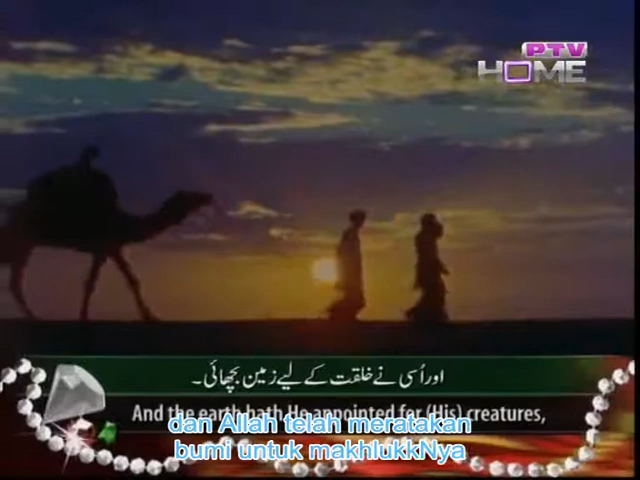 PTV
HOME
اور اُسی نے خلقت کے لیے زمین بچھائی۔
And the earth hath He appointed for (His) creatures,
dan Allah telah meratakan
bumi untuk makhlukkNya